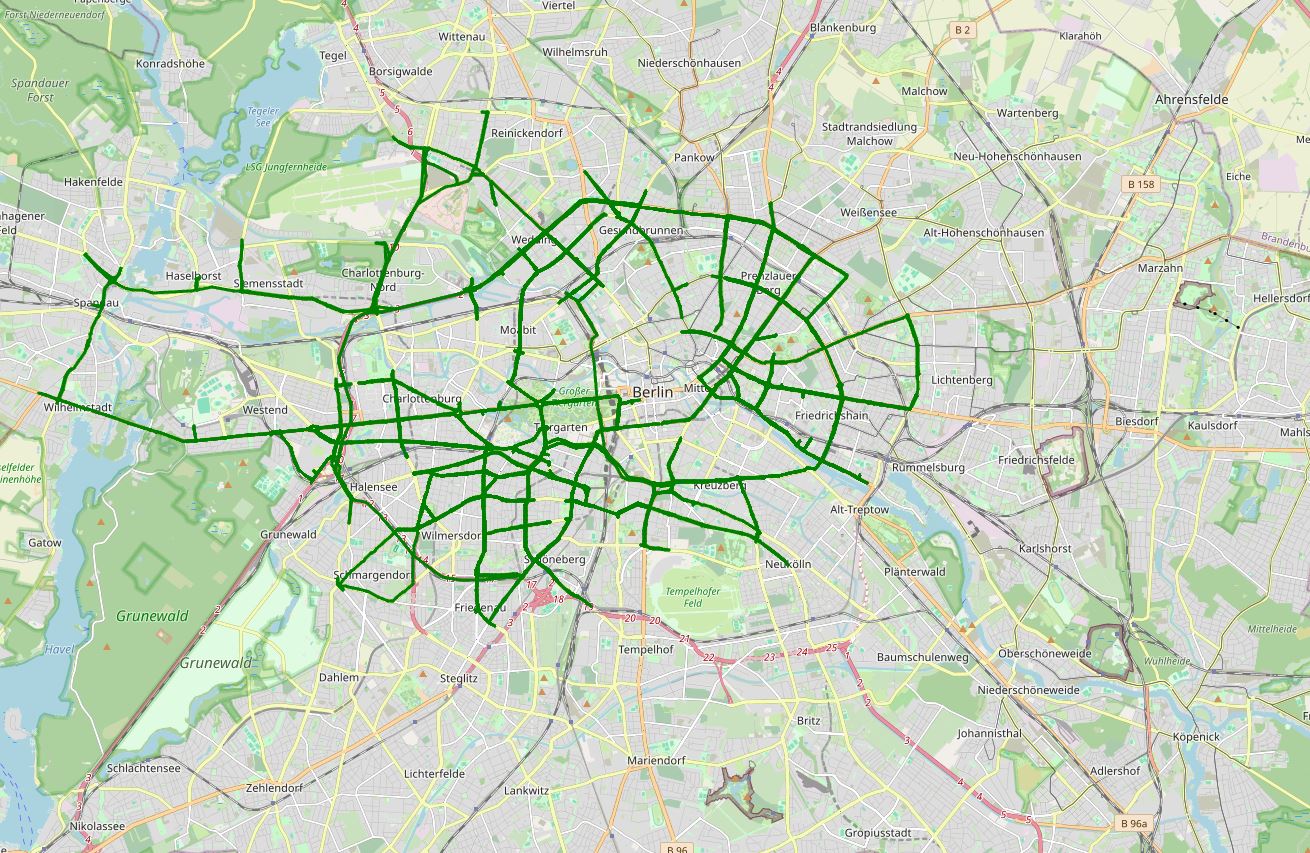 Papenberge
Forst Niederneuendorf
Viertel
Wittenau
Tegel
Konradshöhe
Borsigwalde
Wilhelmsruh
Niederschönhausen
Blankenburg
B 2
Klarahöh
Malchow
Ahrensfelde
Spandauer
Forst
Tegeler
See
Wartenberg
Stadtrandsiedlung
Malchow
Reinickendorf
Pankow
Neu-Hohenschönhausen
LSG Jungfernheide
Hakenfelde
Eiche
B 158
Weißensee
Alt-Hohenschönhausen
Wedding
Gesundbrunnen
Brandenbu
Haselhorst
Siemensstadt
Charlottenburg-
Nord
Prenzlauer
Berg
Marzahn
Hellersdorf
Spandau
Moabit
Lichtenberg
Wilhelmstadt
Westend
Charlottenburg
Großer
Tiergarten
Berlin
Mitte
Friedrichshain
Tiergarten
Biesdorf
Kaulsdorf
Mahls
Halensee
Kreuzberg
Rummelsburg
Friedrichsfelde
Alt-Treptow
Gatow
Grunewald
Wilmersdorf
Schöneberg
Karlshorst
Schmargendorf
Neukölln
Plänterwald
Friedenau
Tempelhofer
Feld
Grunewald
Mittelheide
Havel
Grunewald
Tempelhof
Baumschulenweg
Oberschöneweide
Wuhlheide
Dahlem
Steglitz
Niederschöneweide
Britz
Johannisthal
Köpenick
Schlachtensee
Lichterfelde
Mariendorf
Adlershof
Zehlendorf
Lankwitz
Nikolassee
Gropiusstadt
B 96a
B 96